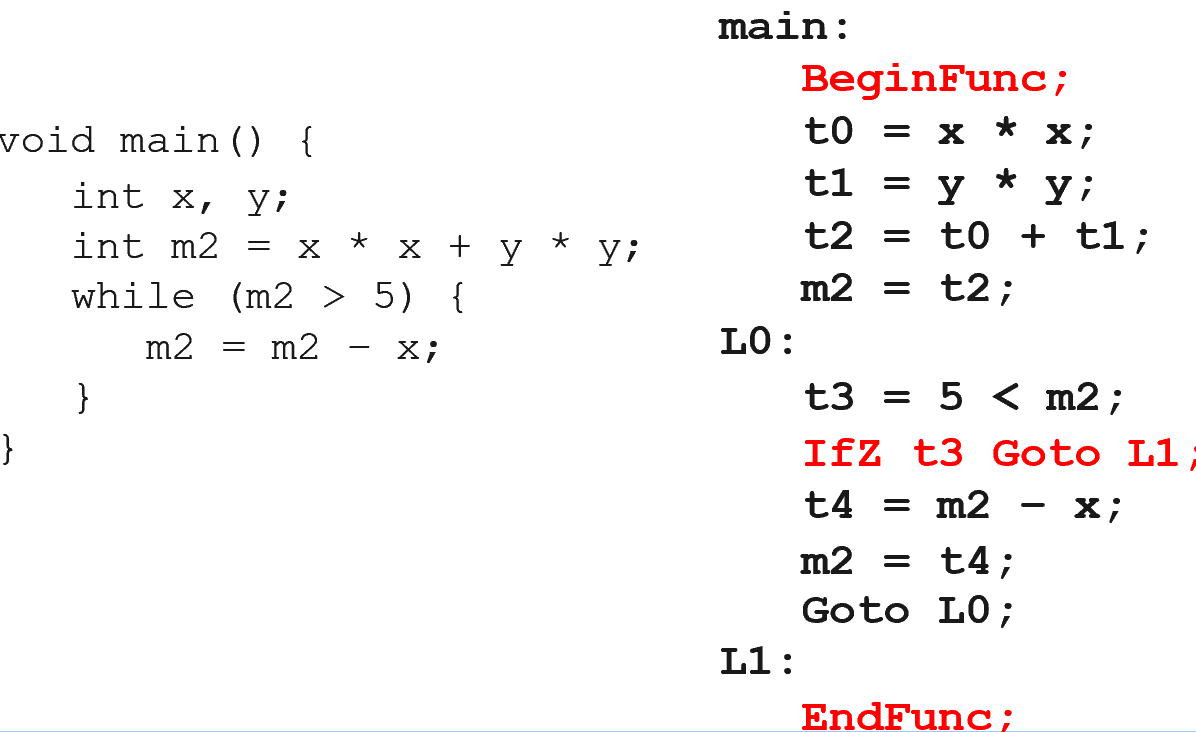 void main() {
int x, y;
int m2 = x * x + y * y;
while (m2 > 5) {
m2 = m2 – x;
}
}
main:
BeginFunc;
t0 = x * x;
t1 = y * y;
t2 = t0 + t1;
m2 = t2;
L0:
t3 = 5 < m2;
IfZ t3 Goto L1;
t4 = m2 – x;
m2 = t4;
Goto L0;
L1:
EndFunc;